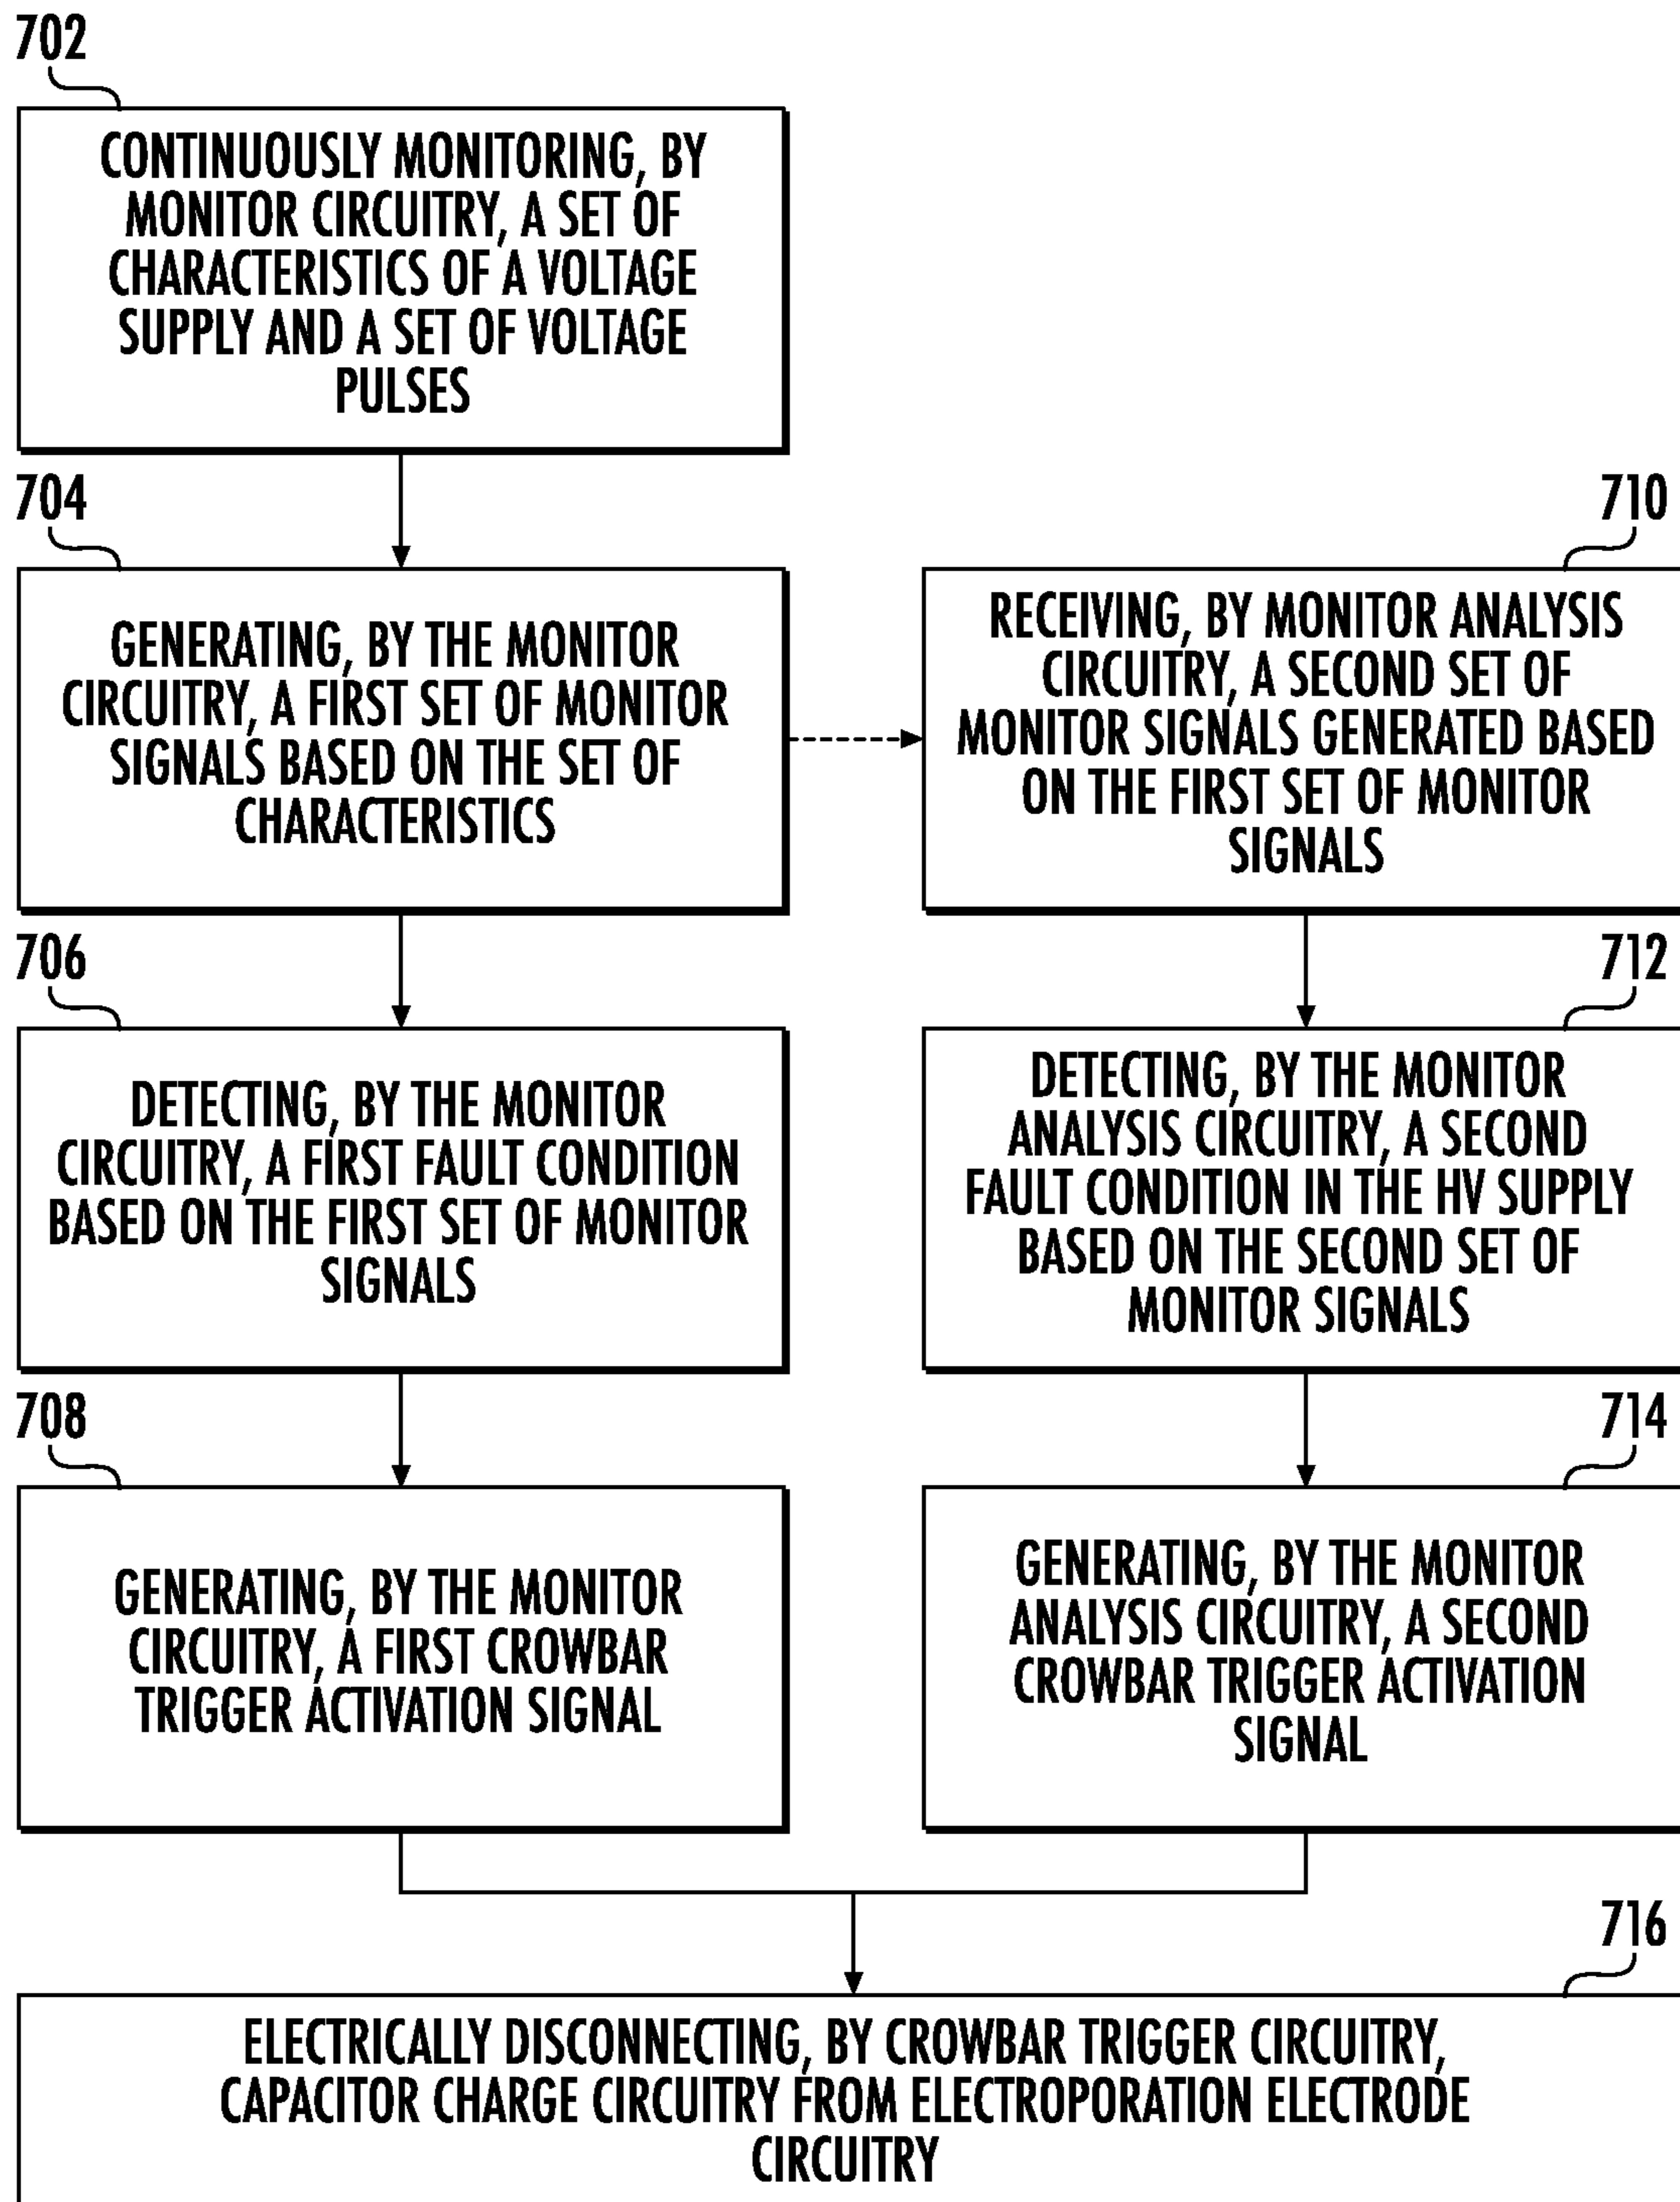 702
CONTINUOUSLY MONITORING, BY
MONITOR CIRCUITRY, A SET OF
CHARACTERISTICS OF A VOLTAGE
SUPPLY AND A SET OF VOLTAGE
PULSES
704
GENERATING, BY THE MONITOR
CIRCUITRY, A FIRST SET OF MONITOR
SIGNALS BASED ON THE SET OF
CHARACTERISTICS
710
RECEIVING, BY MONITOR ANALYSIS
CIRCUITRY, A SECOND SET OF
MONITOR SIGNALS GENERATED BASED
ON THE FIRST SET OF MONITOR
SIGNALS
706
DETECTING, BY THE MONITOR
CIRCUITRY, A FIRST FAULT CONDITION
BASED ON THE FIRST SET OF MONITOR
SIGNALS
712
DETECTING, BY THE MONITOR
ANALYSIS CIRCUITRY, A SECOND
FAULT CONDITION IN THE HV SUPPLY
BASED ON THE SECOND SET OF
MONITOR SIGNALS
708
GENERATING, BY THE MONITOR
CIRCUITRY, A FIRST CROWBAR
TRIGGER ACTIVATION SIGNAL
714
GENERATING, BY THE MONITOR
ANALYSIS CIRCUITRY, A SECOND
CROWBAR TRIGGER ACTIVATION
SIGNAL
716
ELECTRICALLY DISCONNECTING, BY CROWBAR TRIGGER CIRCUITRY,
CAPACITOR CHARGE CIRCUITRY FROM ELECTROPORATION ELECTRODE
CIRCUITRY